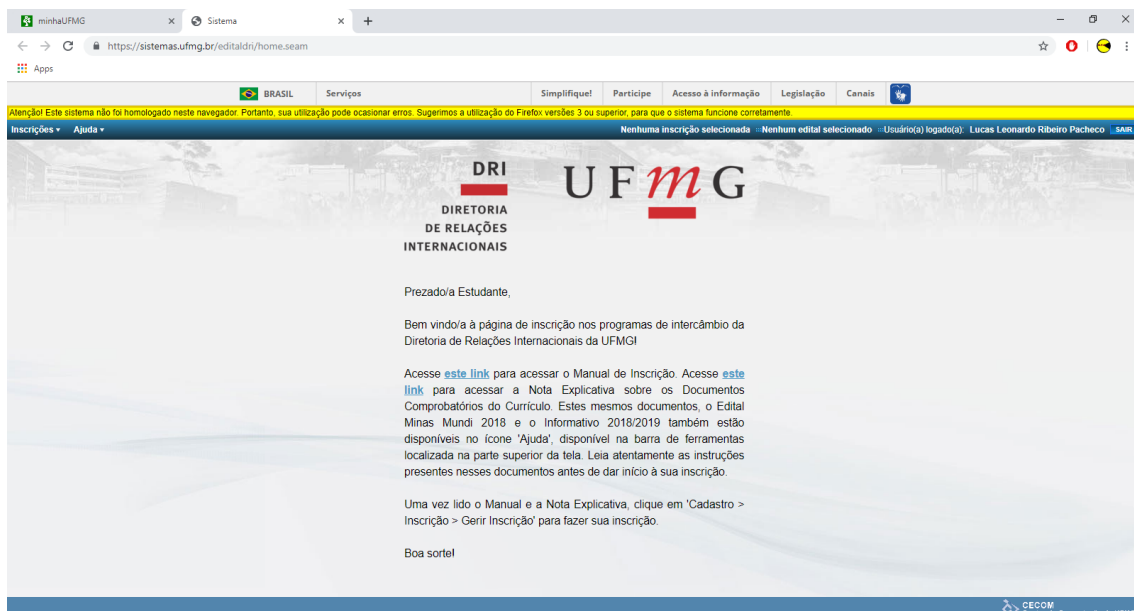 minhaUFMG
Sistema
https://sistemas.ufmg.br/editaldri/home.seam
Apps
BRASIL Serviços Simplifique! Participe Acesso à informação Legislação Canais
Atenção! Este sistema não foi homologado neste navegador. Portanto, sua utilização pode ocasionar erros. Sugerimos a utilização do Firefox versões 3 ou superior, para que o sistema funcione corretamente.
Inscrições Ajuda Nenhuma inscrição selecionada :::Nenhum edital selecionado :::Usuário(a) logado(a): Lucas Leonardo Ribeiro Pacheco SAIR
DRI
DIRETORIA
DE RELAÇÕES
INTERNACIONAIS
UFmG
Prezado/a Estudante,
Bem vindo/a à página de inscrição nos programas de intercâmbio da
Diretoria de Relações Internacionais da UFMG!
Acesse este link para acessar o Manual de Inscrição. Acesse este
link para acessar a Nota Explicativa sobre os Documentos
Comprobatórios do Currículo. Estes mesmos documentos, o Edital
Minas Mundi 2018 e o Informativo 2018/2019 também estão
disponíveis no ícone 'Ajuda', disponível na barra de ferramentas
localizada na parte superior da tela. Leia atentamente as instruções
presentes nesses documentos antes de dar início à sua inscrição.
Uma vez lido o Manual e a Nota Explicativa, clique em 'Cadastro >
Inscrição > Gerir Inscrição' para fazer sua inscrição.
Boa sorte!
CECOM